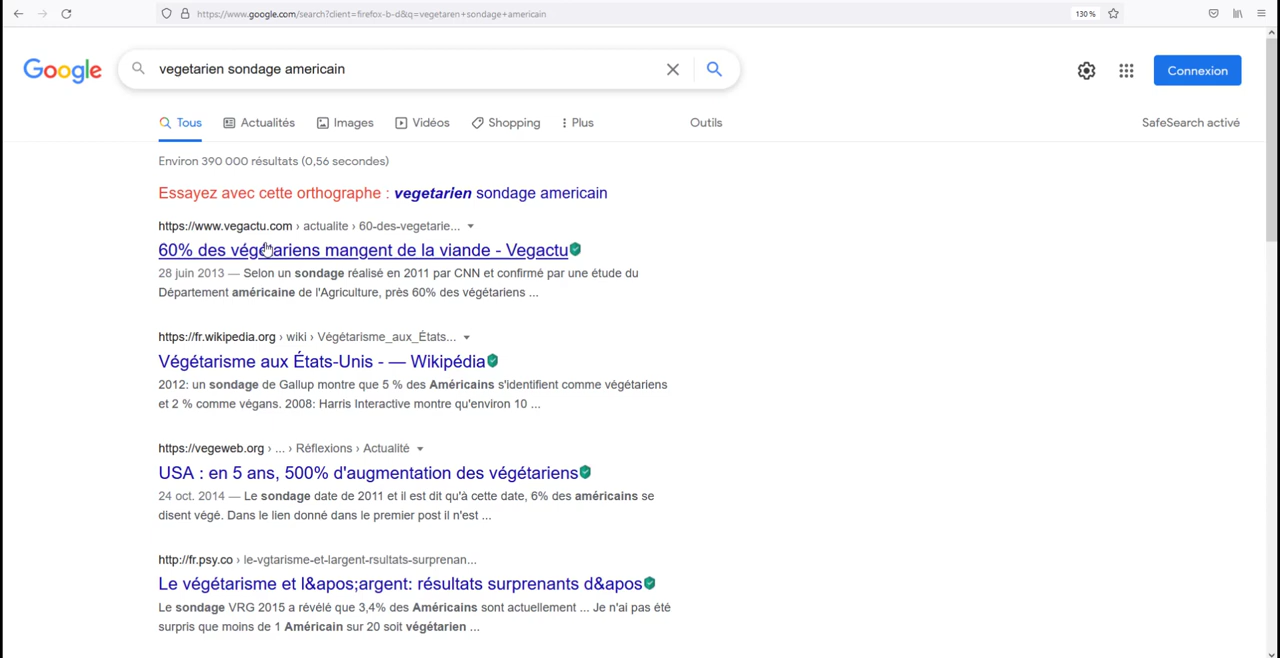 https://www.google.com/search?client=firefox-b-d&q=vegetaren+sondage+americain
130 %
Google
vegetarien sondage americain
Connexion
Tous
Actualités
Images
Vidéos
Shopping
Plus
Outils
SafeSearch activé
Environ 390 000 résultats (0,56 secondes)
Essayez avec cette orthographe : vegetarien sondage americain
https://www.vegactu.com › actualite › 60-des-vegetarie...
60% des végétariens mangent de la viande - Vegactu
28 juin 2013 — Selon un sondage réalisé en 2011 par CNN et confirmé par une étude du
Département américaine de l'Agriculture, près 60% des végétariens ...
https://fr.wikipedia.org › wiki › Végétarisme_aux_États...
Végétarisme aux États-Unis - — Wikipédia
2012: un sondage de Gallup montre que 5 % des Américains s'identifient comme végétariens
et 2 % comme végans. 2008: Harris Interactive montre qu'environ 10 ...
https://vegeweb.org › ... › Réflexions › Actualité
USA : en 5 ans, 500% d'augmentation des végétariens
24 oct. 2014 — Le sondage date de 2011 et il est dit qu'à cette date, 6% des américains se
disent végé. Dans le lien donné dans le premier post il n'est ...
http://fr.psy.co › le-vgtarisme-et-largent-rsultats-surprenan...
Le végétarisme et l&apos;argent: résultats surprenants d&apos
Le sondage VRG 2015 a révélé que 3,4% des Américains sont actuellement ... Je n'ai pas été
surpris que moins de 1 Américain sur 20 soit végétarien ...